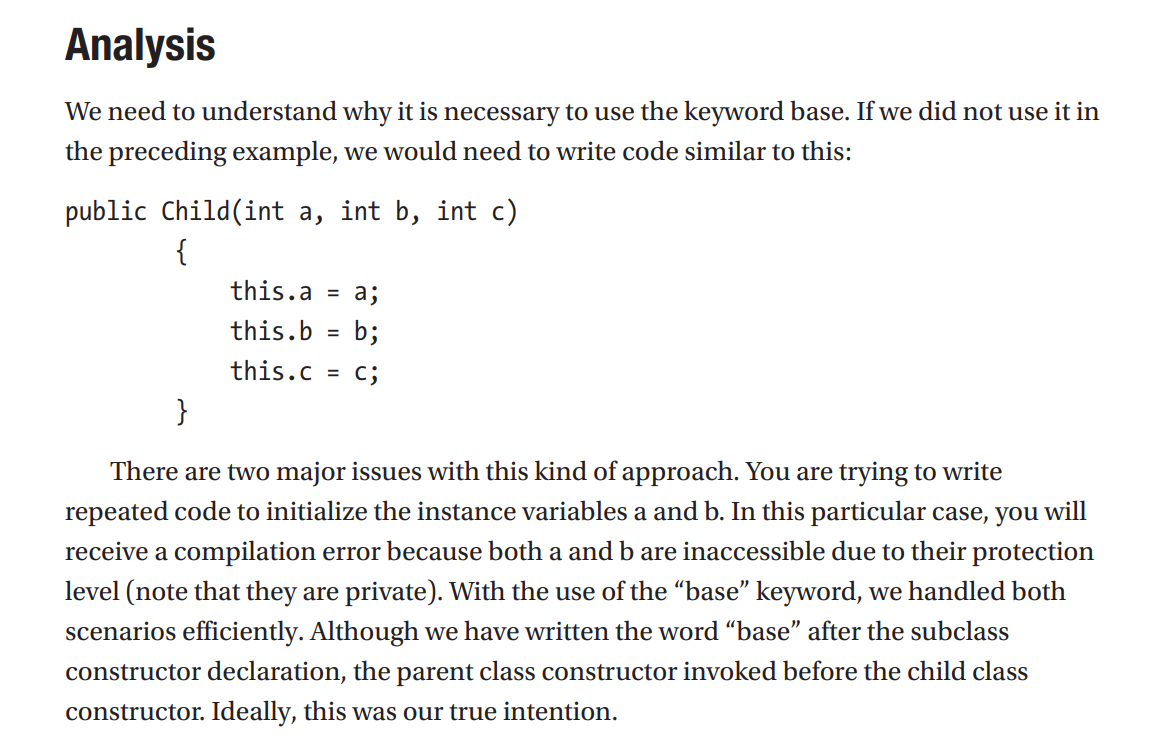 Analysis
We need to understand why it is necessary to use the keyword base. If we did not use it in
the preceding example, we would need to write code similar to this:
public Child(int a, int b, int c)
{
this.a = a;
this.b = b;
this.c = c;
}
There are two major issues with this kind of approach. You are trying to write
repeated code to initialize the instance variables a and b. In this particular case, you will
receive a compilation error because both a and b are inaccessible due to their protection
level (note that they are private). With the use of the “base” keyword, we handled both
scenarios efficiently. Although we have written the word “base” after the subclass
constructor declaration, the parent class constructor invoked before the child class
constructor. Ideally, this was our true intention.